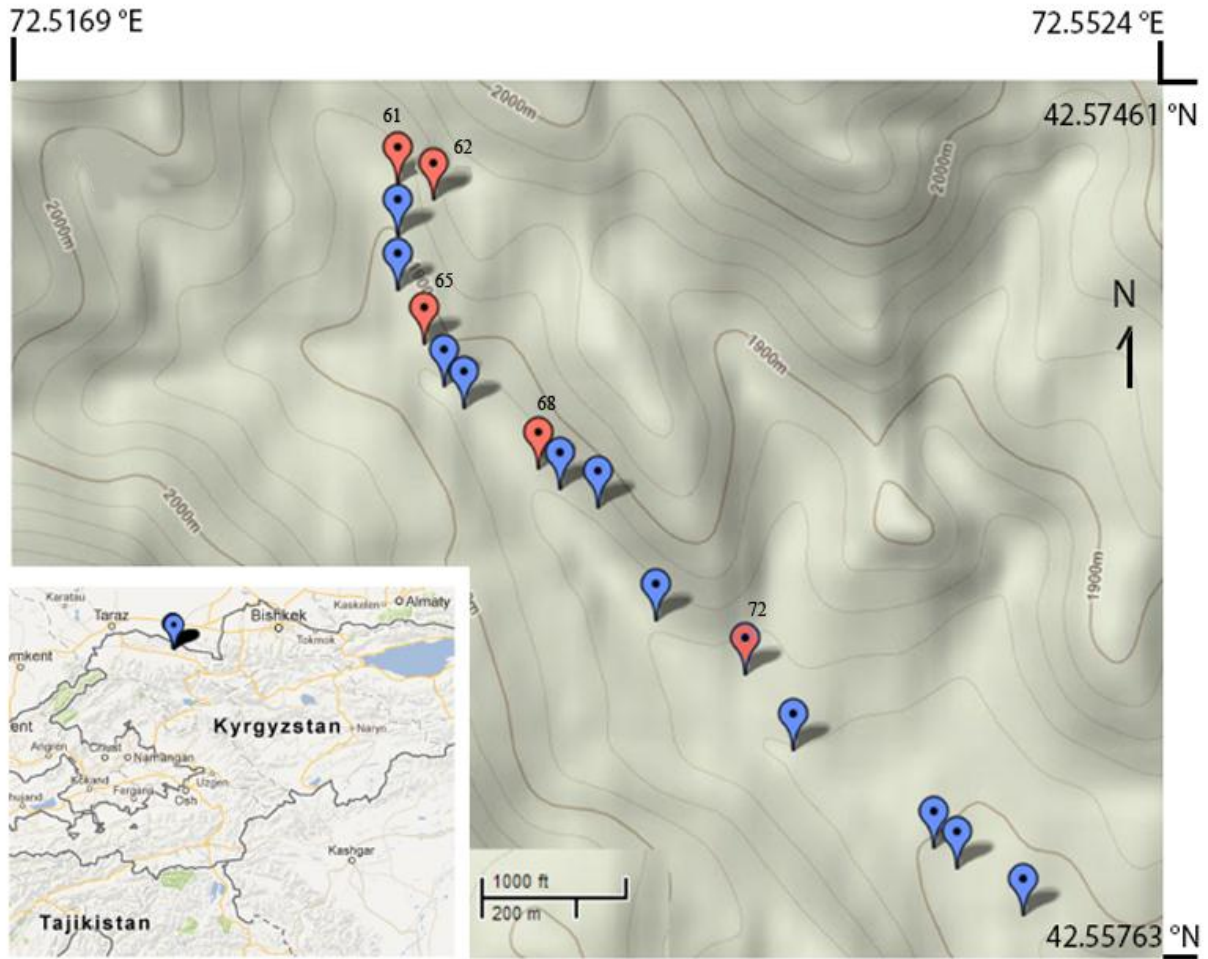 72.5169 °E
72.5524 °E
42.57461 °N
2000m
61
62
2000m
2000m
65
N
1900m
68
2000m
1900m
72
Karatau
Taraz
Bishkek
Kaskelen
Almaty
Tokmok
Kyrgyzstan
Naryn
Angren
Chust
Namangan
Kokand
Fergana
Uzgen
Osh
Kashgar
Tajikistan
1000 ft
200 m
42.55763 °N